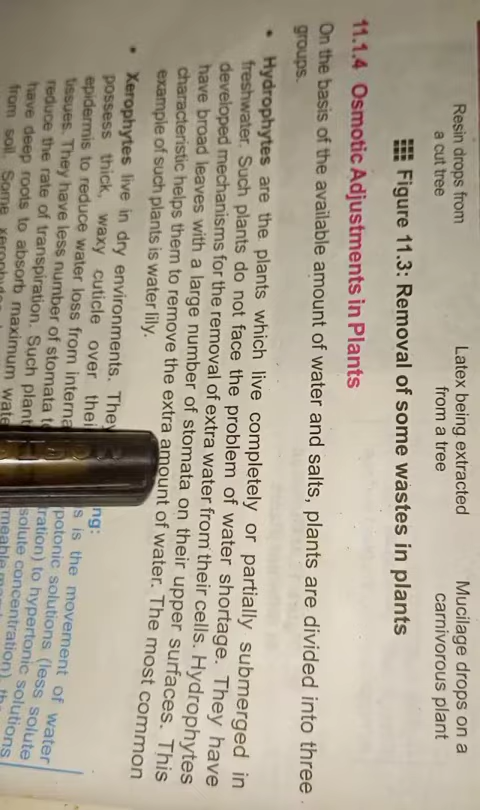 Resin drops from
a cut tree
Latex being extracted
from a tree
Mucilage drops on a
carnivorous plant
Figure 11.3: Removal of some wastes in plants
11.1.4 Osmotic Adjustments in Plants
On the basis of the available amount of water and salts, plants are divided into three
groups.
• Hydrophytes are the plants which live completely or partially submerged in
freshwater. Such plants do not face the problem of water shortage. They have
developed mechanisms for the removal of extra water from their cells. Hydrophytes
have broad leaves with a large number of stomata on their upper surfaces. This
characteristic helps them to remove the extra amount of water. The most common
example of such plants is water lily.
• Xerophytes live in dry environments. They
possess thick, waxy cuticle over thei
epidermis to reduce water loss from interna
tissues. They have less number of stomata t
reduce the rate of transpiration. Such plant
have deep roots to absorb maximum wate
from soil. Some
ng:
s is the movement of water
potonic solutions (less solute
ration) to hypertonic solutions
solute concentration)